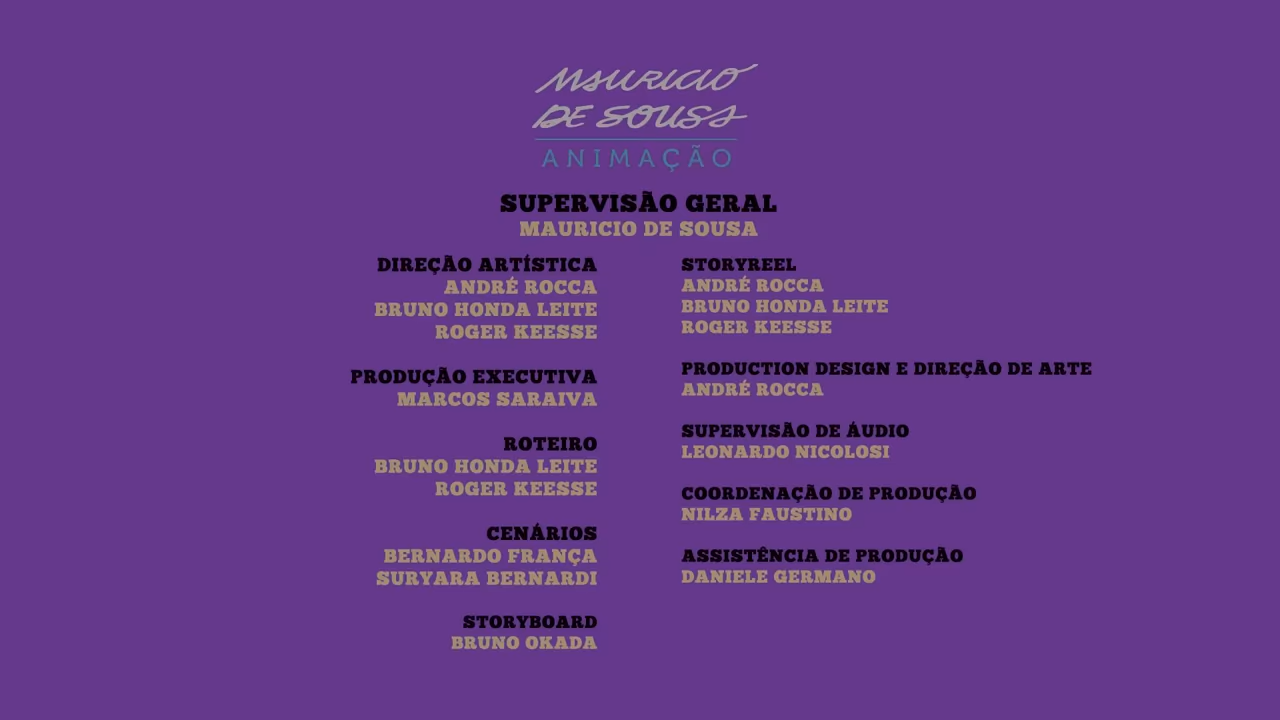 MAURICIO
DE SOUSA
ANIMAÇÃO
SUPERVISÃO GERAL
MAURICIO DE SOUSA
DIREÇÃO ARTÍSTICA
ANDRÉ ROCCA
BRUNO HONDA LEITE
ROGER KEESSE
PRODUÇÃO EXECUTIVA
MARCOS SARAIVA
ROTEIRO
BRUNO HONDA LEITE
ROGER KEESSE
CENÁRIOS
BERNARDO FRANÇA
SURYARA BERNARDI
STORYBOARD
BRUNO OKADA
STORYREEL
ANDRÉ ROCCA
BRUNO HONDA LEITE
ROGER KEESSE
PRODUCTION DESIGN E DIREÇÃO DE ARTE
ANDRÉ ROCCA
SUPERVISÃO DE ÁUDIO
LEONARDO NICOLOSI
COORDENAÇÃO DE PRODUÇÃO
NILZA FAUSTINO
ASSISTÊNCIA DE PRODUÇÃO
DANIELE GERMANO